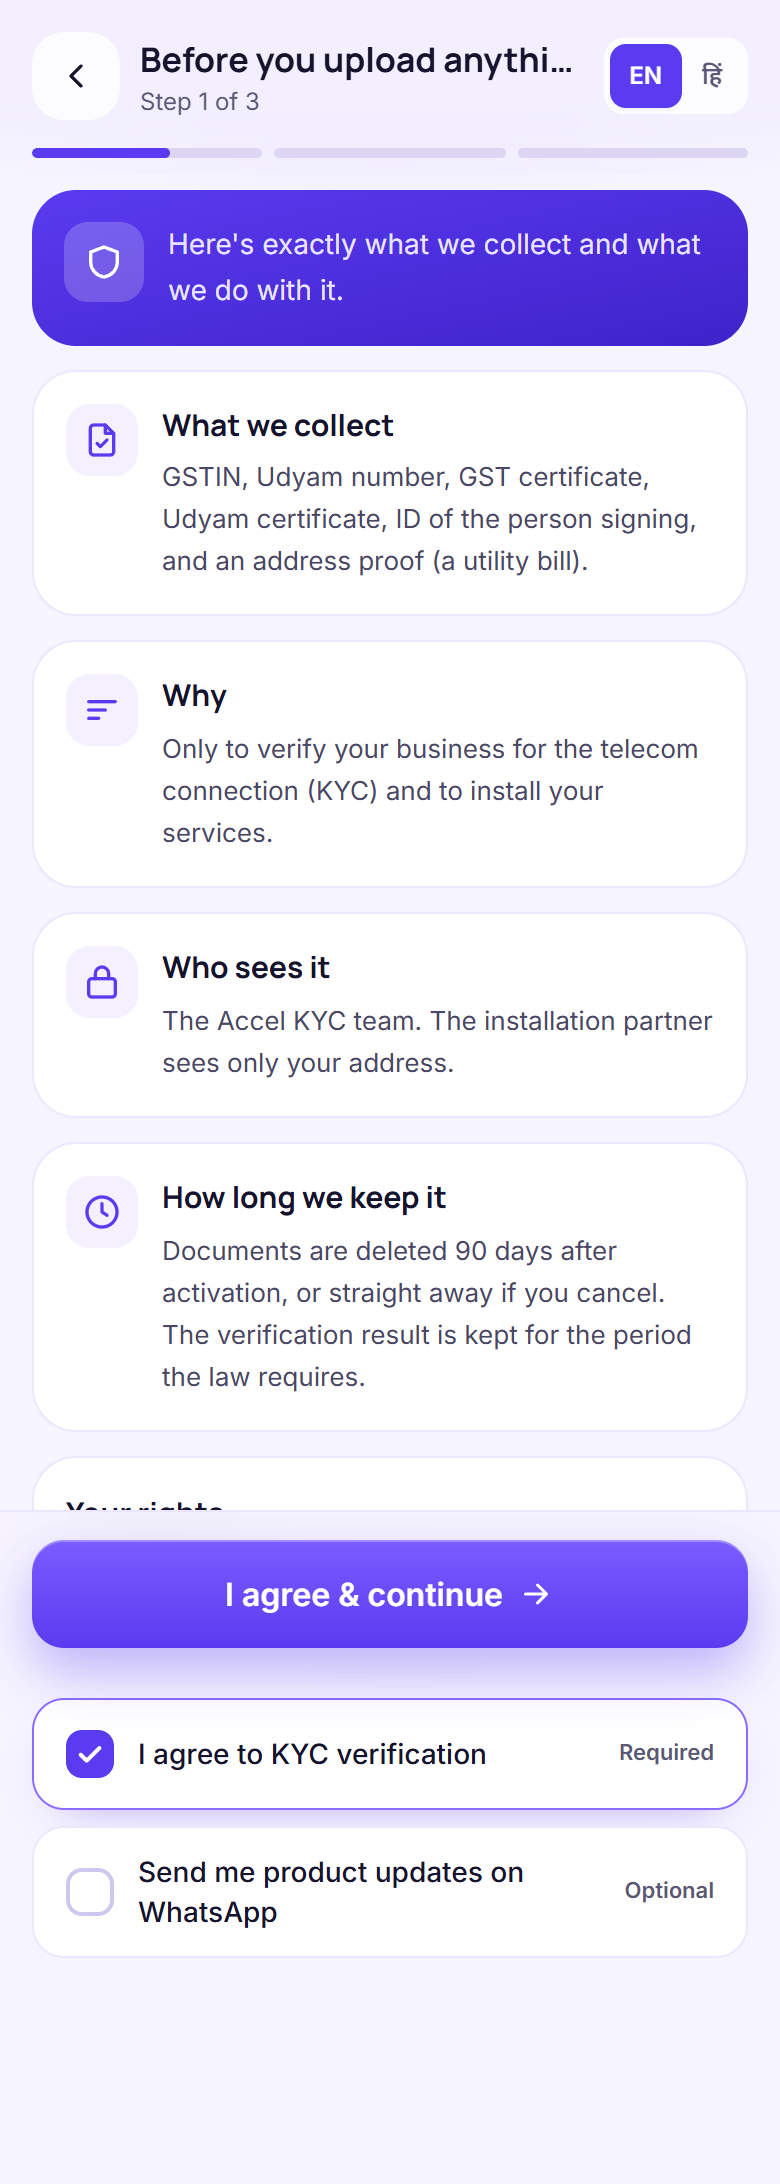 Before you upload anythi...
Step 1 of 3
EN
हिं
Here's exactly what we collect and what
we do with it.
What we collect
GSTIN, Udyam number, GST certificate,
Udyam certificate, ID of the person signing,
and an address proof (a utility bill).
Why
Only to verify your business for the telecom
connection (KYC) and to install your
services.
Who sees it
The Accel KYC team. The installation partner
sees only your address.
How long we keep it
Documents are deleted 90 days after
activation, or straight away if you cancel.
The verification result is kept for the period
the law requires.
Your rights
I agree & continue
I agree to KYC verification
Required
Send me product updates on
WhatsApp
Optional